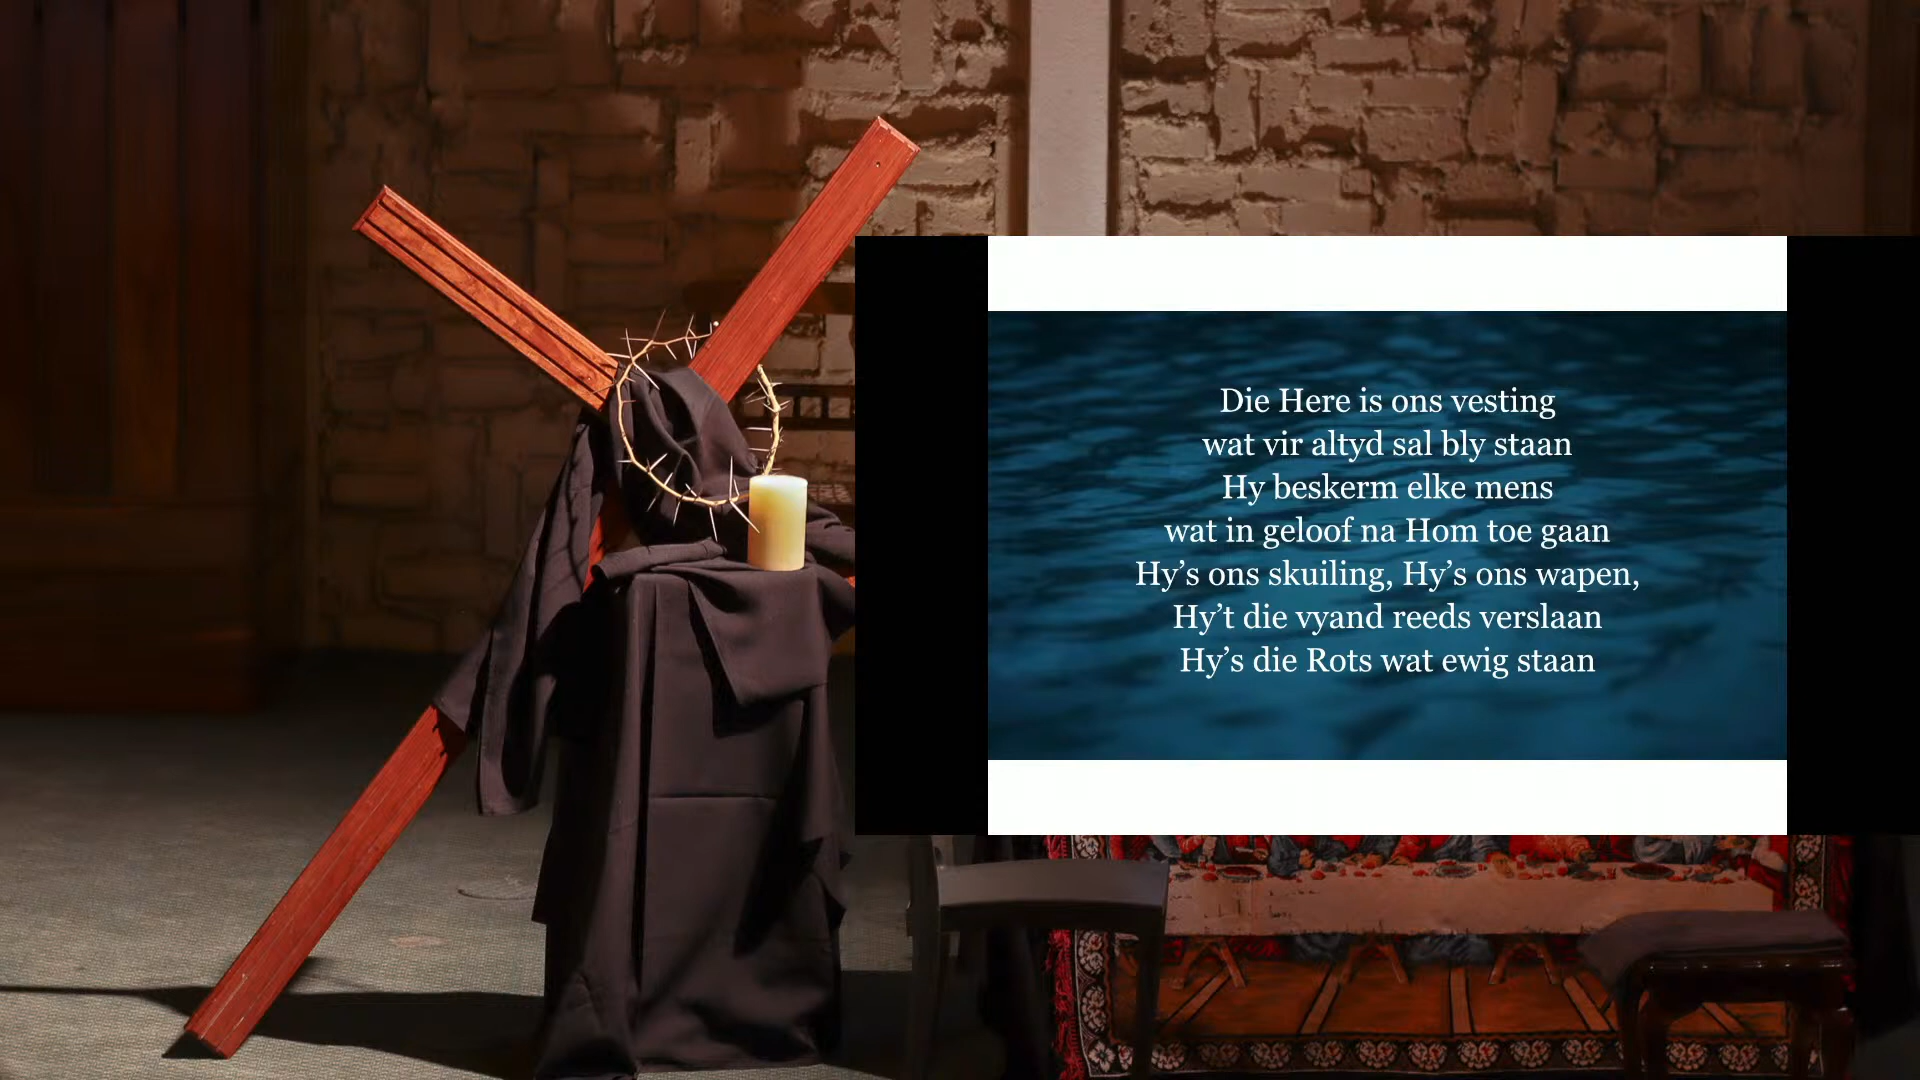 Die Here is ons vesting
wat vir altyd sal bly staan
Hy beskerm elke mens
wat in geloof na Hom toe gaan
Hy’s ons skuiling, Hy’s ons wapen,
Hy’t die vyand reeds verslaan
Hy’s die Rots wat ewig staan